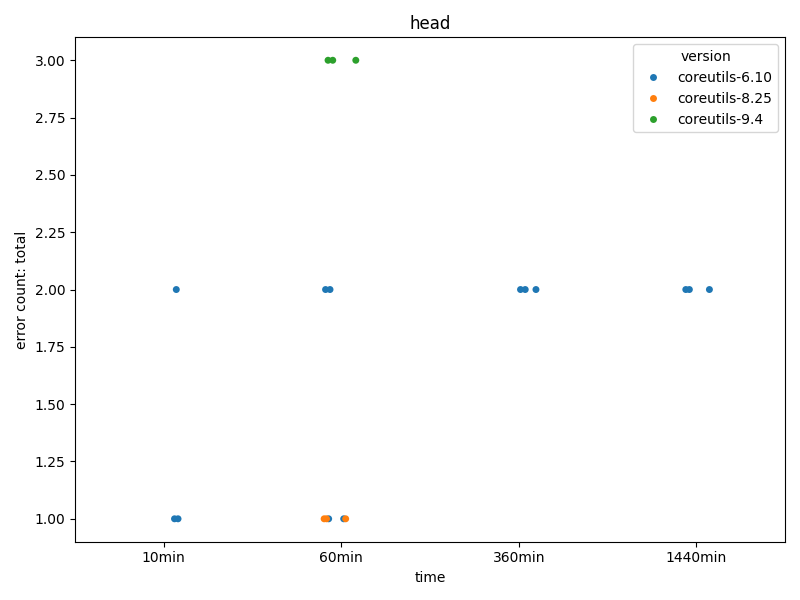 head
version
coreutils-6.10
coreutils-8.25
coreutils-9.4
error count: total
3.00
2.75
2.50
2.25
2.00
1.75
1.50
1.25
1.00
10min 60min 360min 1440min
time